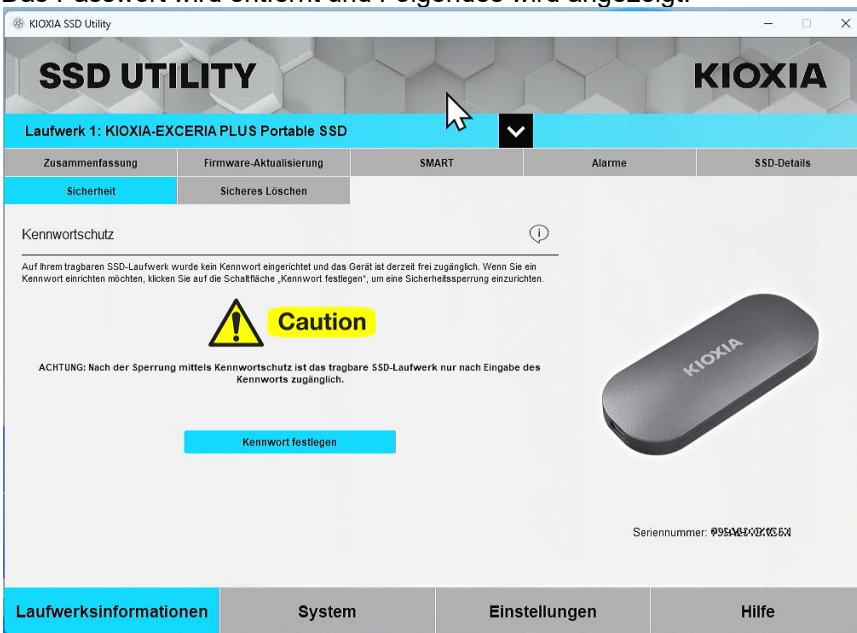 Das Passwort wird entfernt und Folgendes wird angezeigt:
KIOXIA SSD Utility
SSD UTILITY
KIOXIA
Laufwerk 1: KIOXIA-EXCERIA PLUS Portable SSD
Zusammenfassung Firmware-Aktualisierung SMART Alarme SSD-Details
Sicherheit Sicheres Löschen
Kennwortschutz
Auf Ihrem tragbaren SSD-Laufwerk wurde kein Kennwort eingerichtet und das Gerät ist derzeit frei zugänglich. Wenn Sie ein
Kennwort einrichten möchten, klicken Sie auf die Schaltfläche „Kennwort festlegen", um eine Sicherheitssperrung einzurichten.
Caution
ACHTUNG: Nach der Sperrung mittels Kennwortschutz ist das tragbare SSD-Laufwerk nur nach Eingabe des
Kennworts zugänglich.
Kennwort festlegen
KIOXIA
Seriennummer:
Laufwerksinformationen System Einstellungen Hilfe